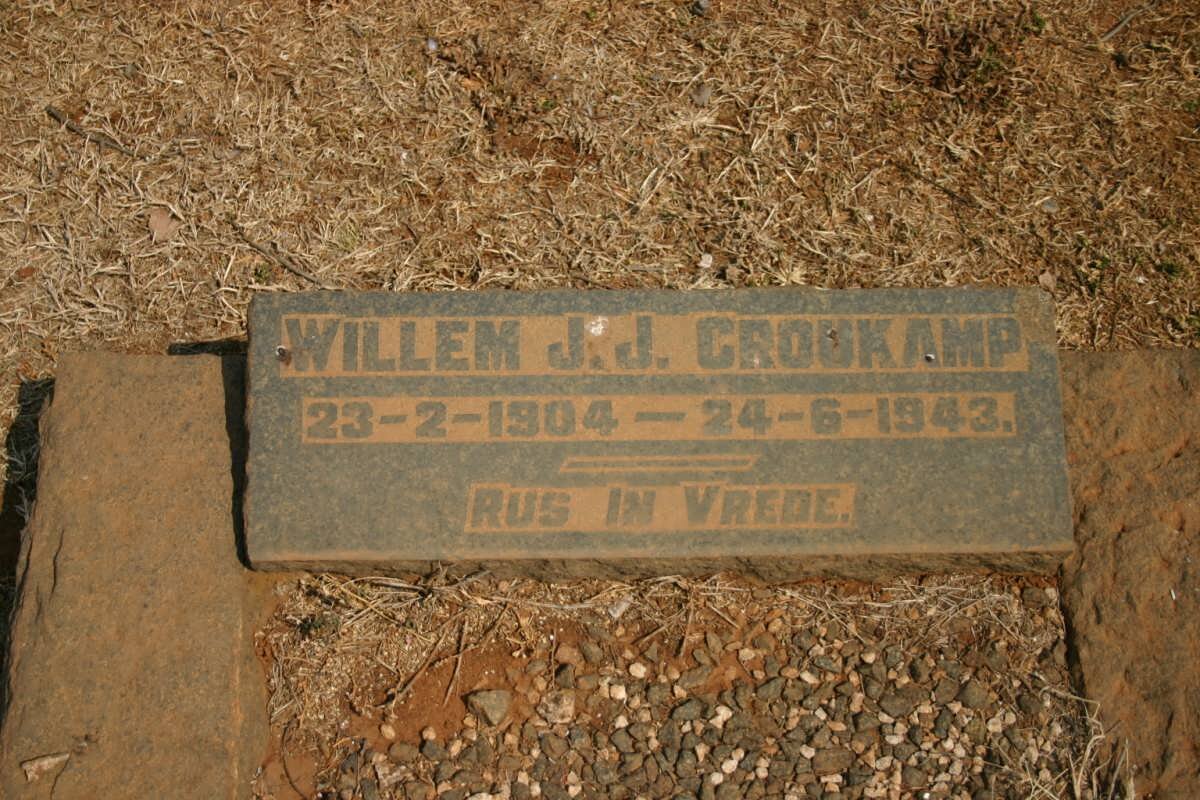 WILLEM J.J. CROUKAMP
23-2-1904 — 24-6-1943.
RUS IN VREDE.